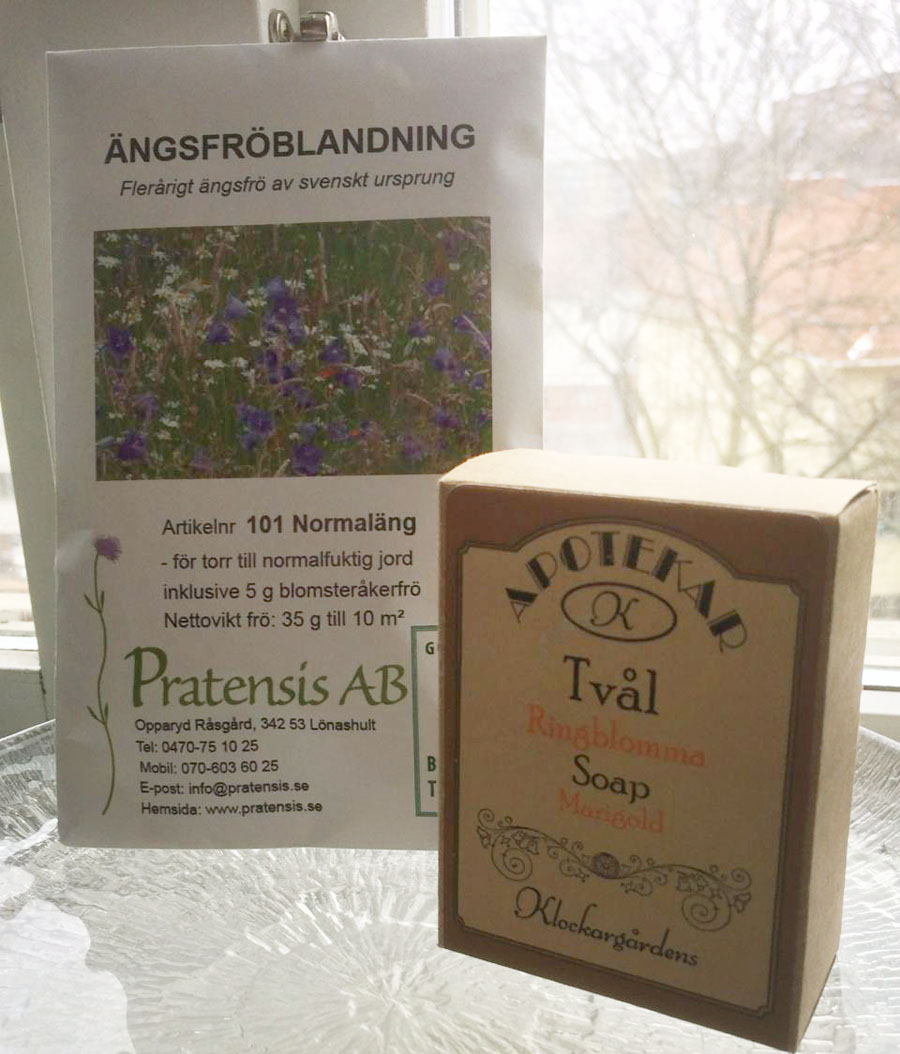 ÄNGSFRÖBLANDNING
Flerårigt ängsfrö av svenskt ursprung
Artikelnr 101 Normaläng
- för torr till normalfuktig jord
inklusive 5 g blomsteråkerfrö
Nettovikt frö: 35 g till 10 m²
Pratensis AB
Opparyd Råsgård, 342 53 Lönashult
Tel: 0470-75 10 25
Mobil: 070-603 60 25
E-post: info@pratensis.se
Hemsida: www.pratensis.se
APOTEKAR
K
Tvål
Ringblomma
Soap
Marigold
Klockargårdens